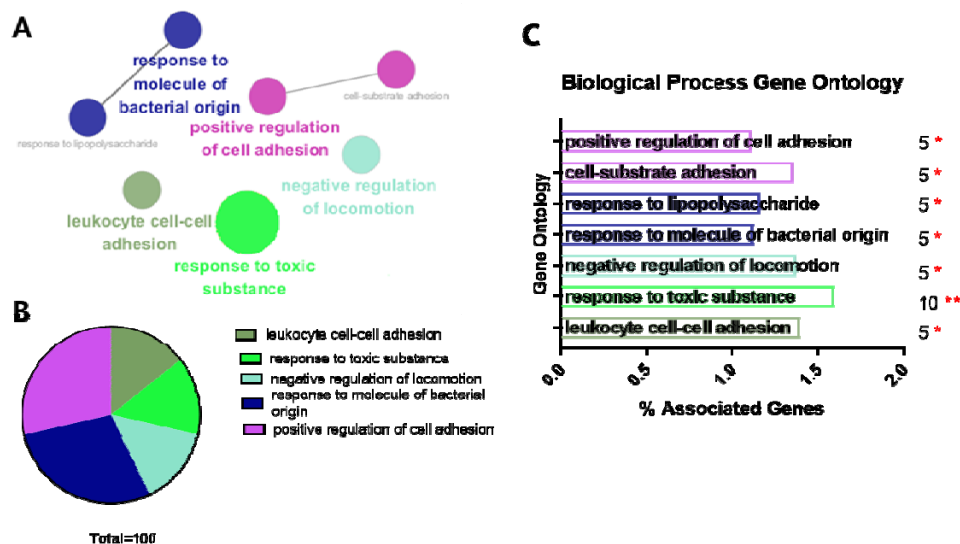 A
response to
molecule of
bacterial origin
response to lipopolysaccharide
cell-substrate adhesion
positive regulation
of cell adhesion
negative regulation
of locomotion
leukocyte cell-cell
adhesion
response to toxic
substance
B
leukocyte cell-cell adhesion
response to toxic substance
negative regulation of locomotion
response to molecule of bacterial
origin
positive regulation of cell adhesion
Total=100
C
Biological Process Gene Ontology
Gene Ontology
positive regulation of cell adhesion 5 *
cell-substrate adhesion 5 *
response to lipopolysaccharide 5 *
response to molecule of bacterial origin 5 *
negative regulation of locomotion 5 *
response to toxic substance 10 **
leukocyte cell-cell adhesion 5 *
0.0 0.5 1.0 1.5 2.0
% Associated Genes